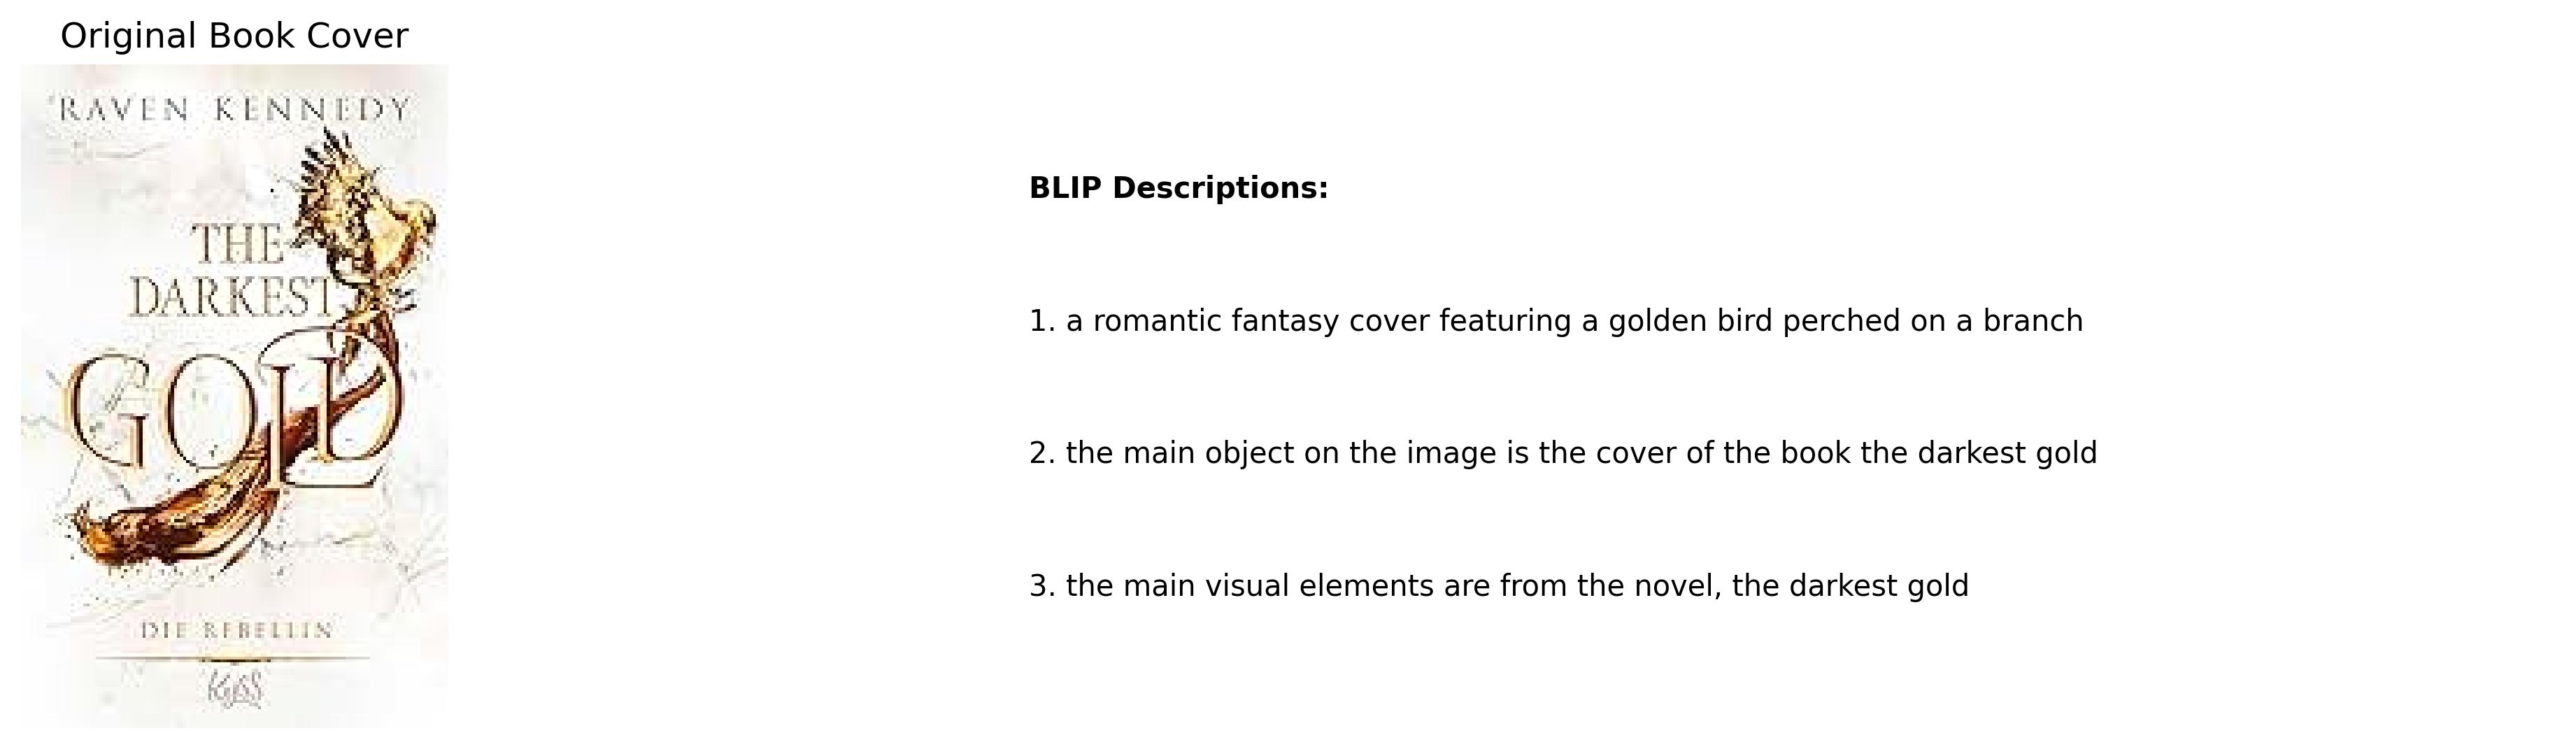 Original Book Cover
RAVEN KENNEDY
THE
DARKEST
GOLD
DIE REBELLIN
Kyss
BLIP Descriptions:
1. a romantic fantasy cover featuring a golden bird perched on a branch
2. the main object on the image is the cover of the book the darkest gold
3. the main visual elements are from the novel, the darkest gold